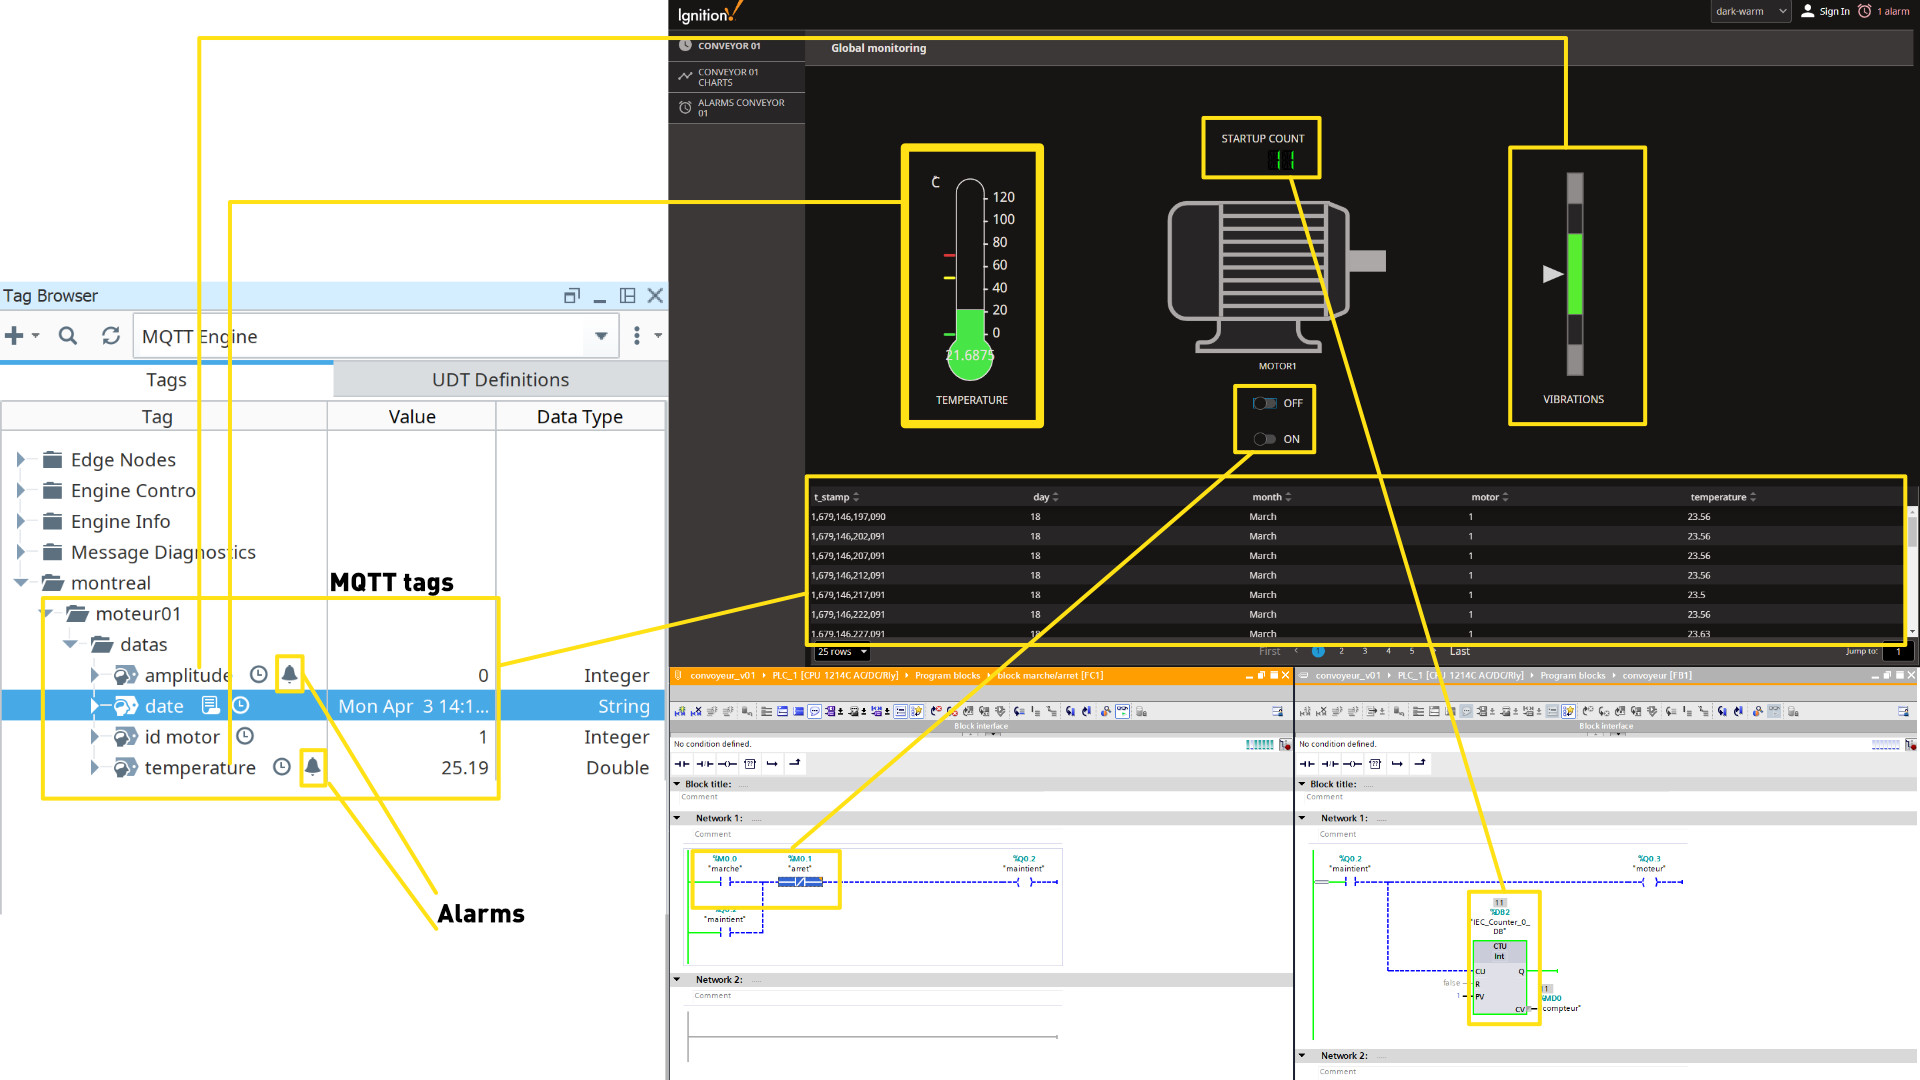 Ignition!
dark-warm
Sign In
1 alarm
CONVEYOR 01
Global monitoring
CONVEYOR 01
CHARTS
ALARMS CONVEYOR
01
C
120
100
80
60
40
20
0
21.6875
TEMPERATURE
STARTUP COUNT
11
MOTOR1
OFF
ON
VIBRATIONS
t_stamp day month motor temperature
1,679,146,197,090 18 March 1 23.56
1,679,146,202,091 18 March 1 23.56
1,679,146,207,091 18 March 1 23.56
1,679,146,212,091 18 March 1 23.56
1,679,146,217,091 18 March 1 23.5
1,679,146,222,091 18 March 1 23.56
1,679,146,227,091 18 March 1 23.63
25 rows First 1 2 3 4 5 Last Jump to: 1
Tag Browser
MQTT Engine
Tags UDT Definitions
Tag Value Data Type
Edge Nodes
Engine Contro
Engine Info
Message Diagnostics
montreal
MQTT tags
moteur01
datas
amplitude 0 Integer
date Mon Apr 3 14:1... String
id motor 1 Integer
temperature 25.19 Double
Alarms
convoyeur_v01 PLC_1 [CPU 1214C AC/DC/Rly] Program blocks block marche/arret [FC1]
Block interface
No condition defined.
Block title: .....
Comment
Network 1: .....
Comment
%M0.0 %M0.1 %Q0.2
"marche" "arret" "maintient"
%Q0.2
"maintient"
Network 2: .....
Comment
convoyeur_v01 PLC_1 [CPU 1214C AC/DC/Rly] Program blocks convoyeur [FB1]
Block interface
No condition defined.
Block title: .....
Comment
Network 1: .....
Comment
%Q0.2 %Q0.3
"maintient" "moteur"
11
%DB2
"IEC_Counter_0_
DB"
CTU
Int
CU Q
false R
1 PV
11
%MD0
CV "compteur"
Network 2: .....
Comment